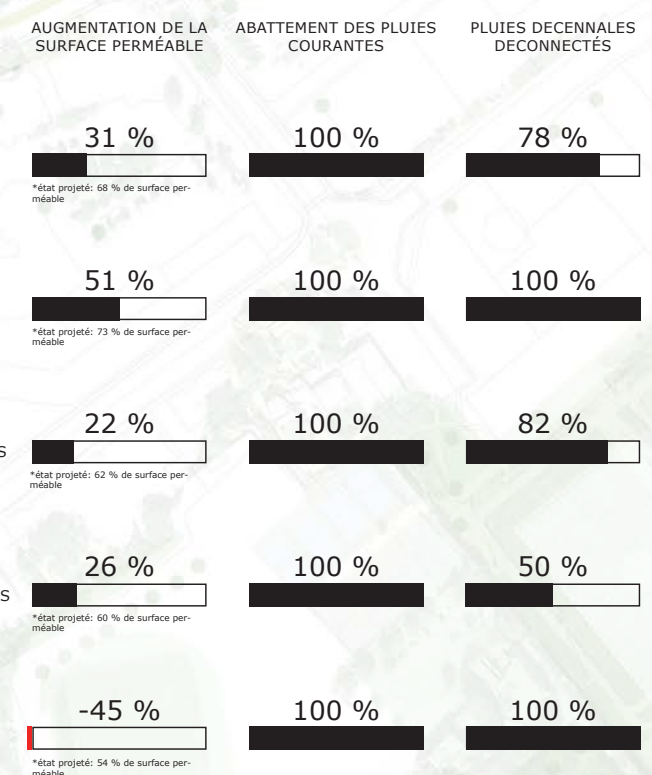 AUGMENTATION DE LA
SURFACE PERMÉABLE
ABATTEMENT DES PLUIES
COURANTES
PLUIES DECENNALES
DECONNECTÉS
31 %
100 %
78 %
*état projeté: 68 % de surface per-
méable
51 %
100 %
100 %
*état projeté: 73 % de surface per-
méable
22 %
100 %
82 %
S
*état projeté: 62 % de surface per-
méable
26 %
100 %
50 %
S
*état projeté: 60 % de surface per-
méable
-45 %
100 %
100 %
*état projeté: 54 % de surface per-
méable